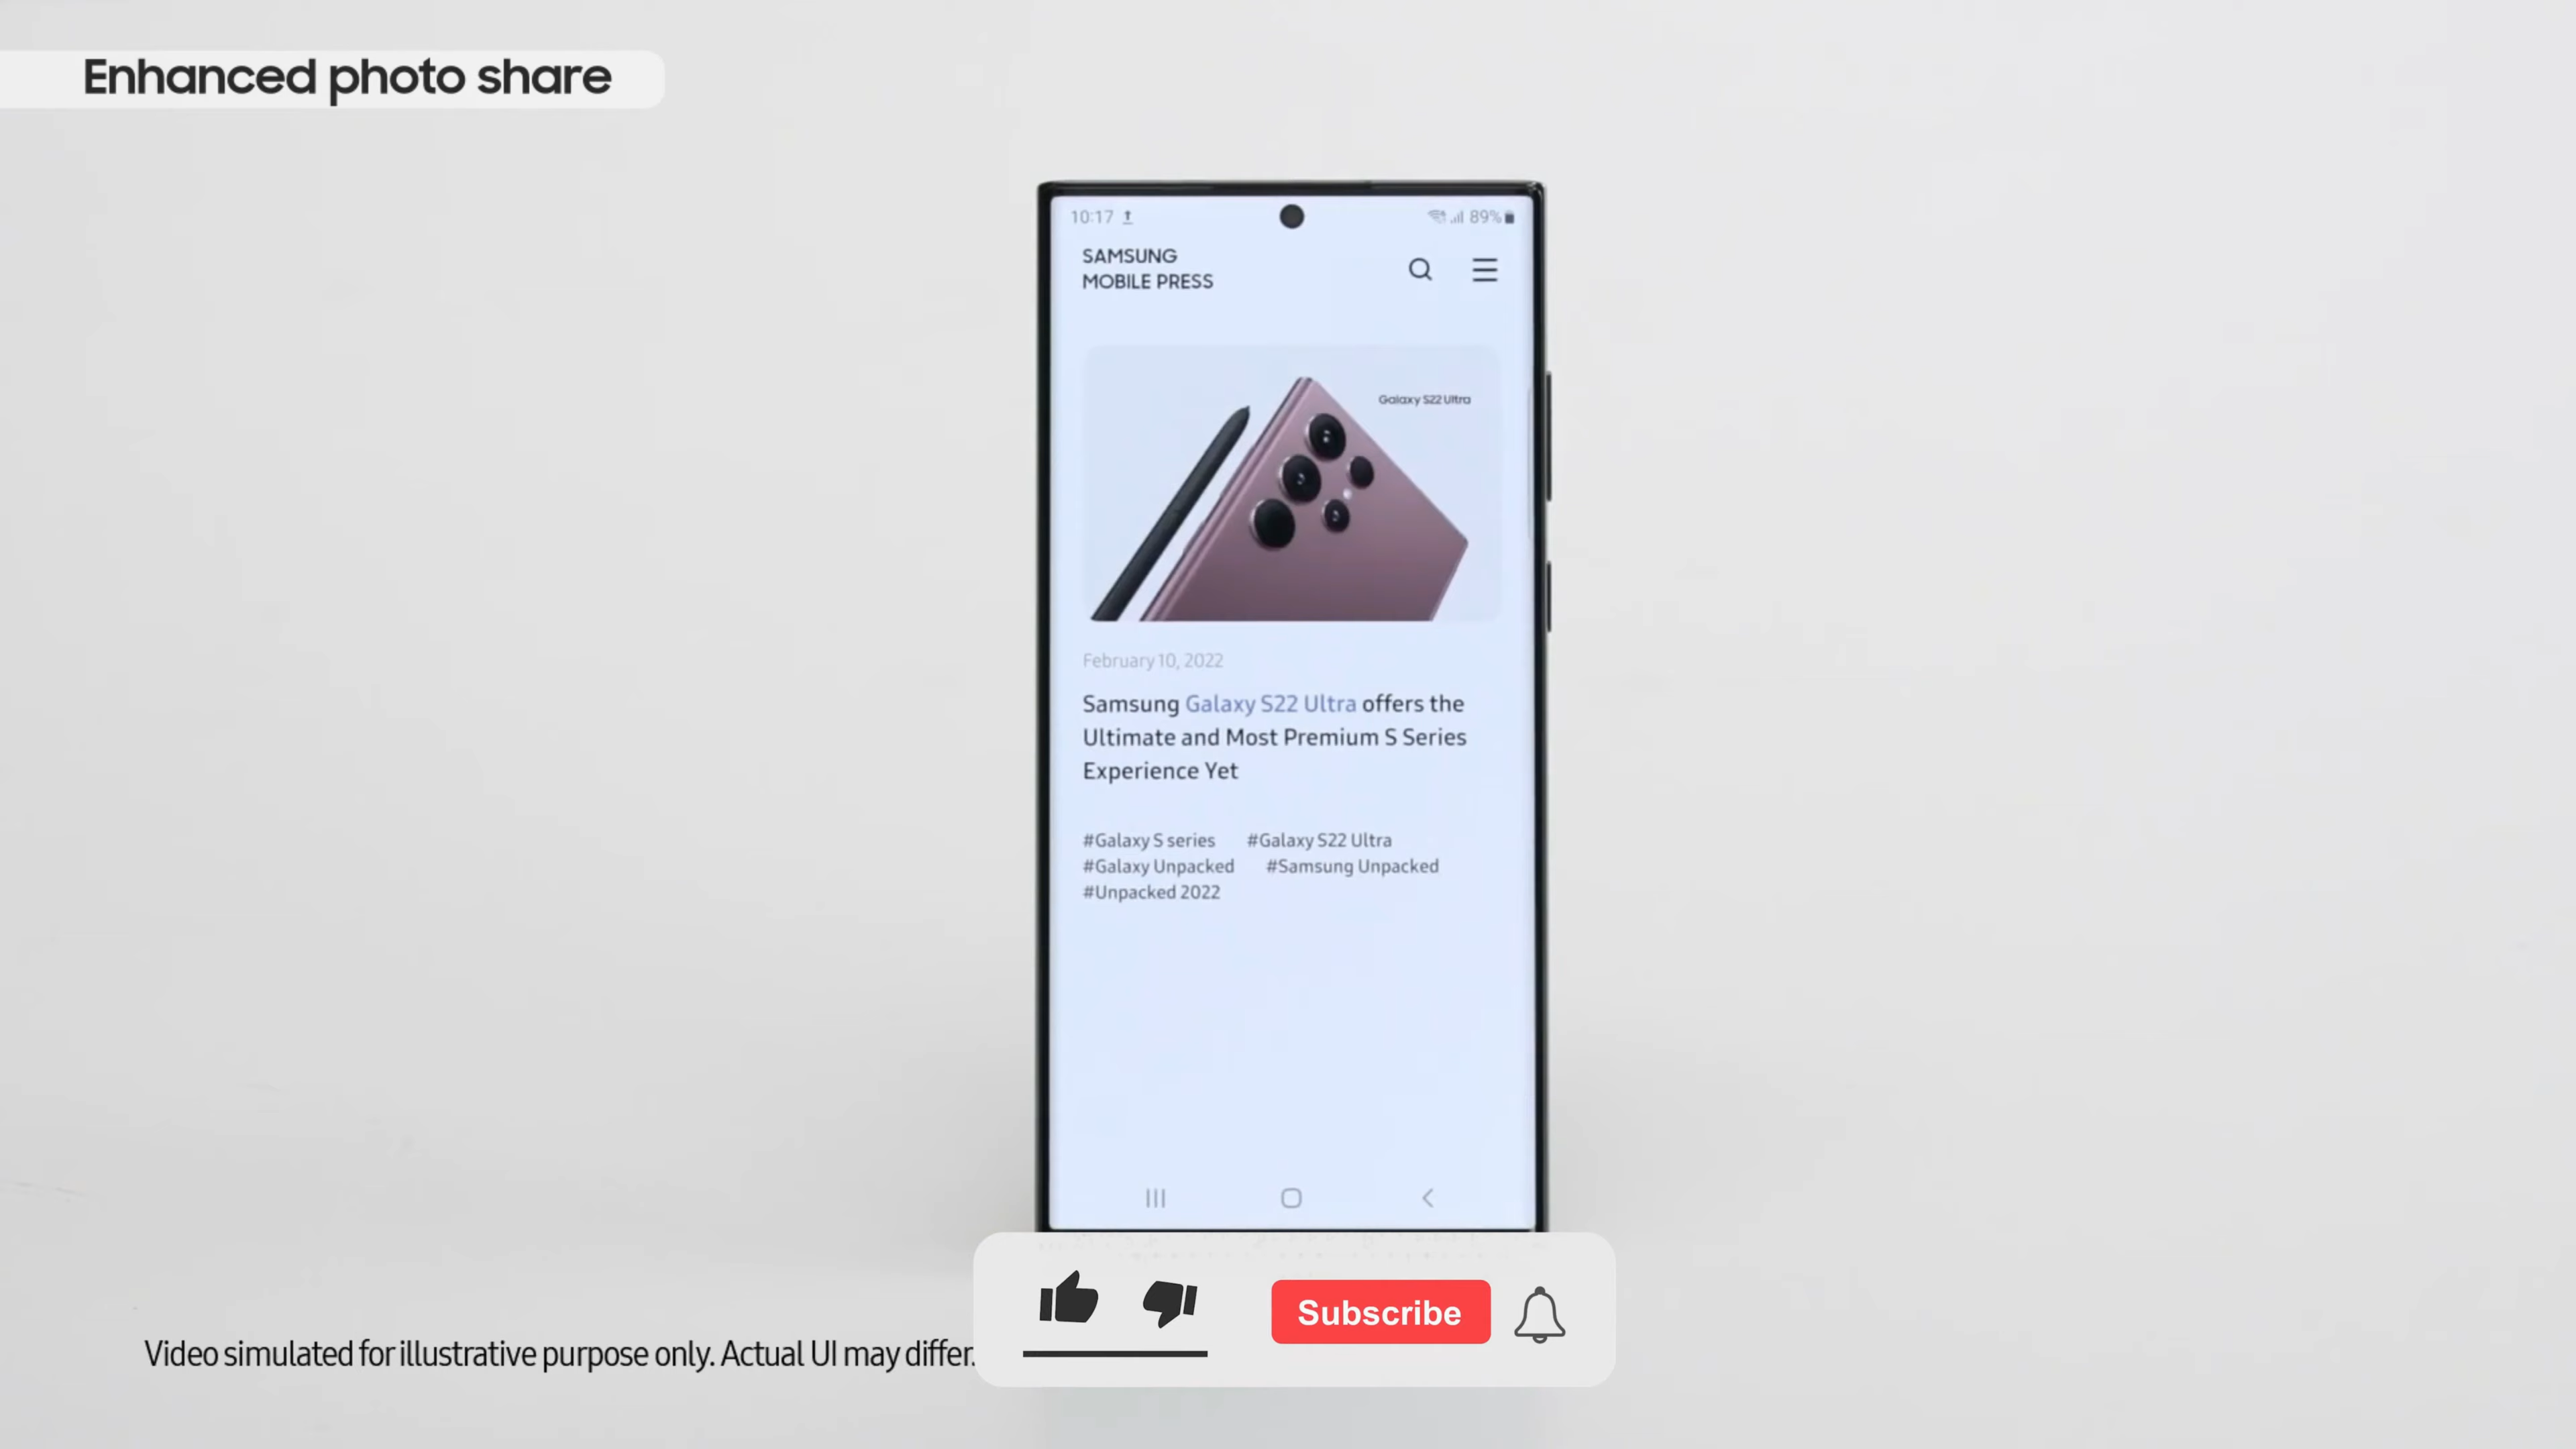 Enhanced photo share
10:17
89%
SAMSUNG
MOBILE PRESS
Galaxy S22 Ultra
February 10, 2022
Samsung Galaxy S22 Ultra offers the
Ultimate and Most Premium S Series
Experience Yet
#Galaxy S series #Galaxy S22 Ultra
#Galaxy Unpacked #Samsung Unpacked
#Unpacked 2022
Subscribe
Video simulated for illustrative purpose only. Actual UI may differ.